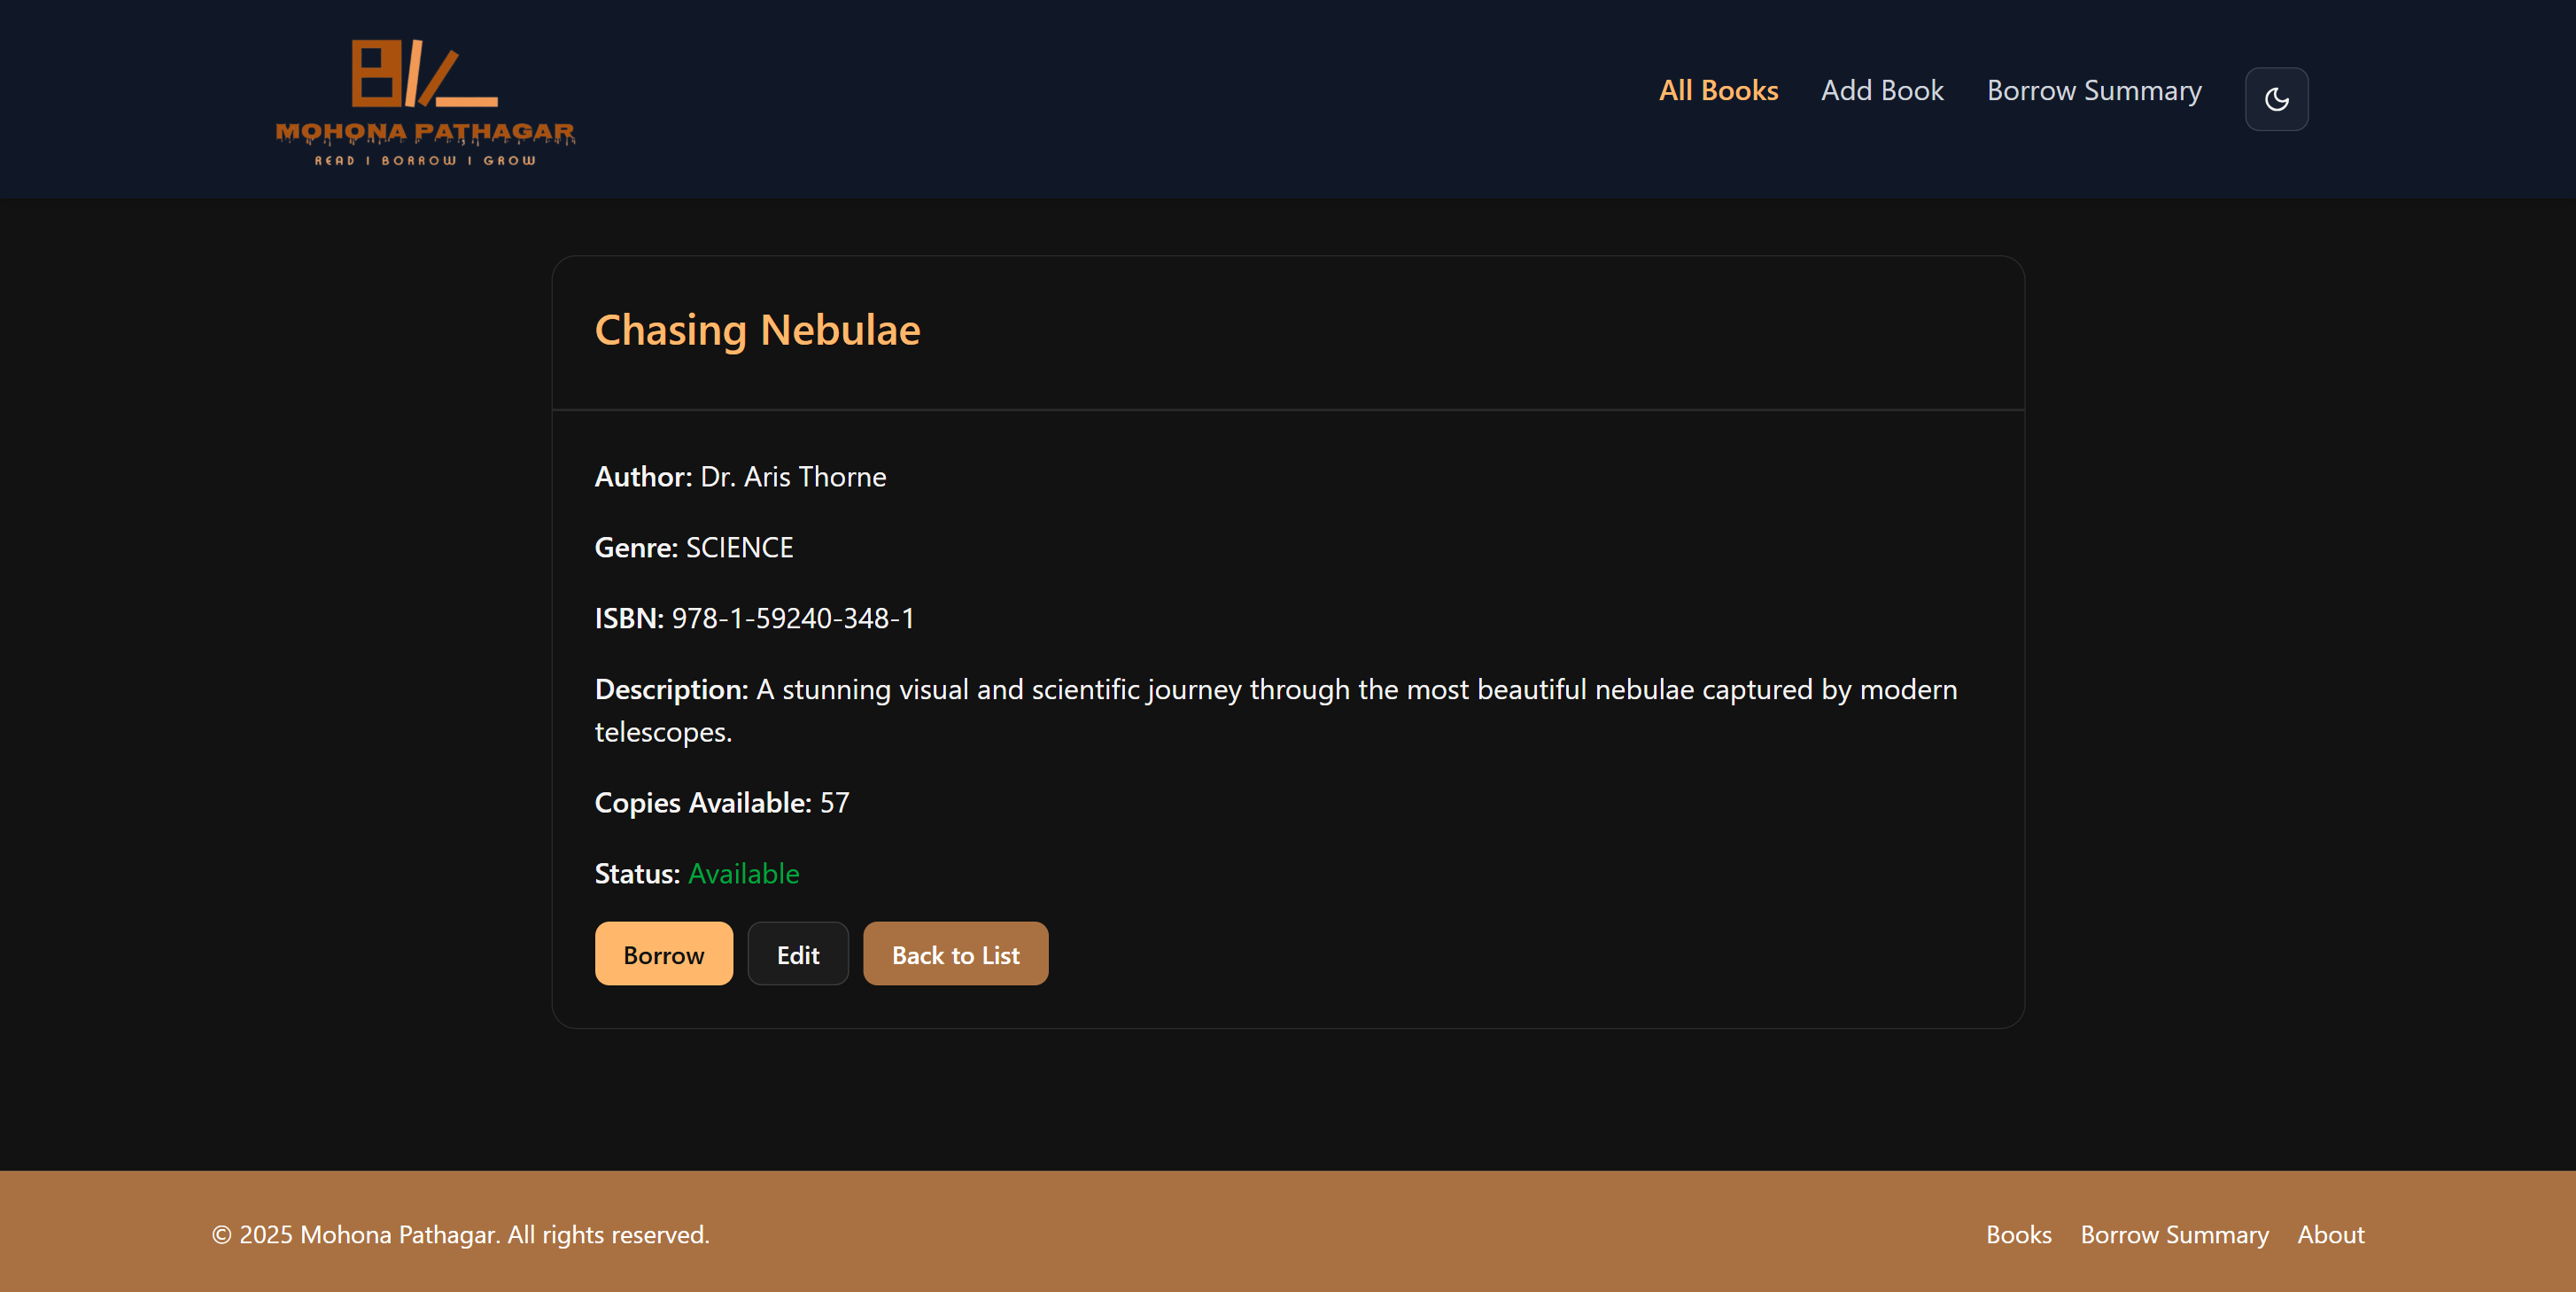 MOHONA PATHAGAR
READ | BORROW | GROW
All Books
Add Book
Borrow Summary
Chasing Nebulae
Author: Dr. Aris Thorne
Genre: SCIENCE
ISBN: 978-1-59240-348-1
Description: A stunning visual and scientific journey through the most beautiful nebulae captured by modern
telescopes.
Copies Available: 57
Status: Available
Borrow
Edit
Back to List
© 2025 Mohona Pathagar. All rights reserved.
Books
Borrow Summary
About